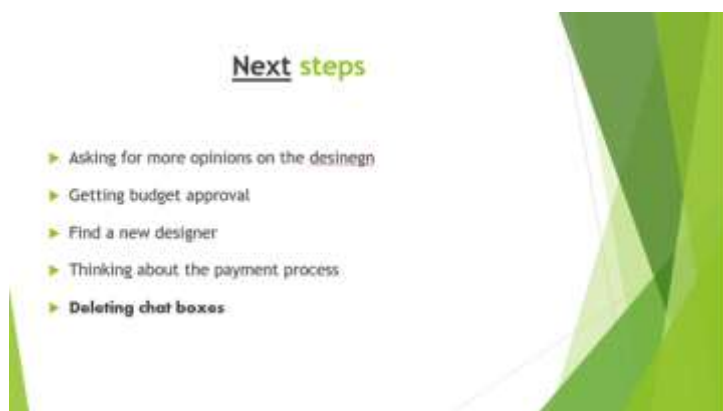 Next steps
Asking for more opinions on the desinegn
Getting budget approval
Find a new designer
Thinking about the payment process
Deleting chat boxes